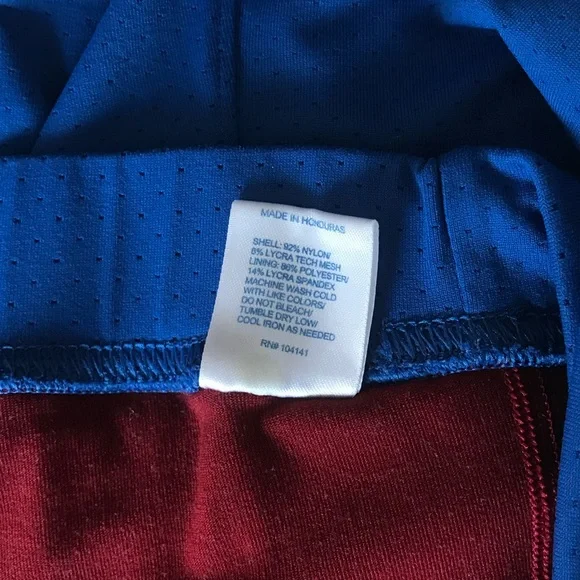 MADE IN HONDURAS
SHELL: 92% NYLON/
8% LYCRA TECH MESH
LINING: 86% POLYESTER/
14% LYCRA SPANDEX
MACHINE WASH COLD
WITH LIKE COLORS/
DO NOT BLEACH/
TUMBLE DRY LOW/
COOL IRON AS NEEDED
RN# 104141